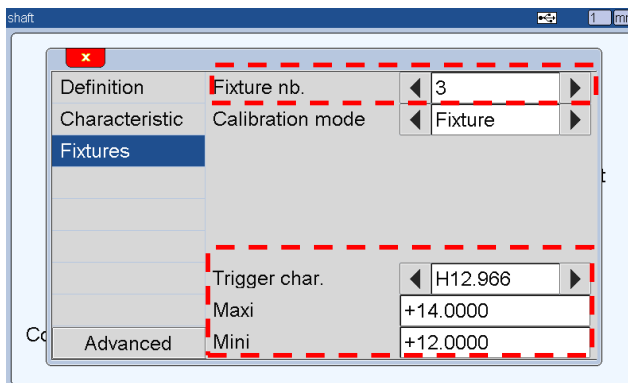 shaft
1 mm
x
Definition
Fixture nb.
3
Characteristic
Calibration mode
Fixture
Fixtures
Trigger char.
H12.966
Maxi
+14.0000
Advanced
Mini
+12.0000